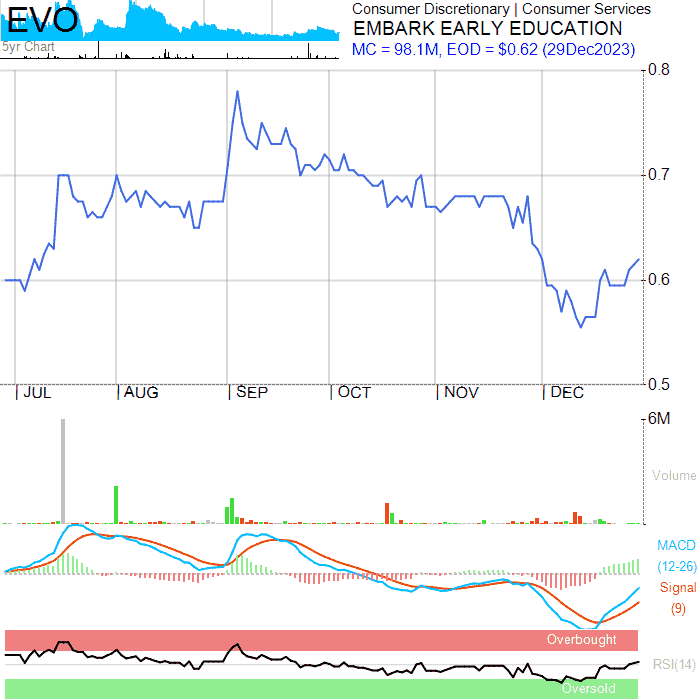 EVO
5yr Chart
Consumer Discretionary | Consumer Services
EMBARK EARLY EDUCATION
MC = 98.1M, EOD = $0.62 (29Dec2023)
0.8
0.7
0.6
0.5
JUL AUG SEP OCT NOV DEC
6M
Volume
MACD
(12-26)
Signal
(9)
Overbought
RSI(14)
Oversold